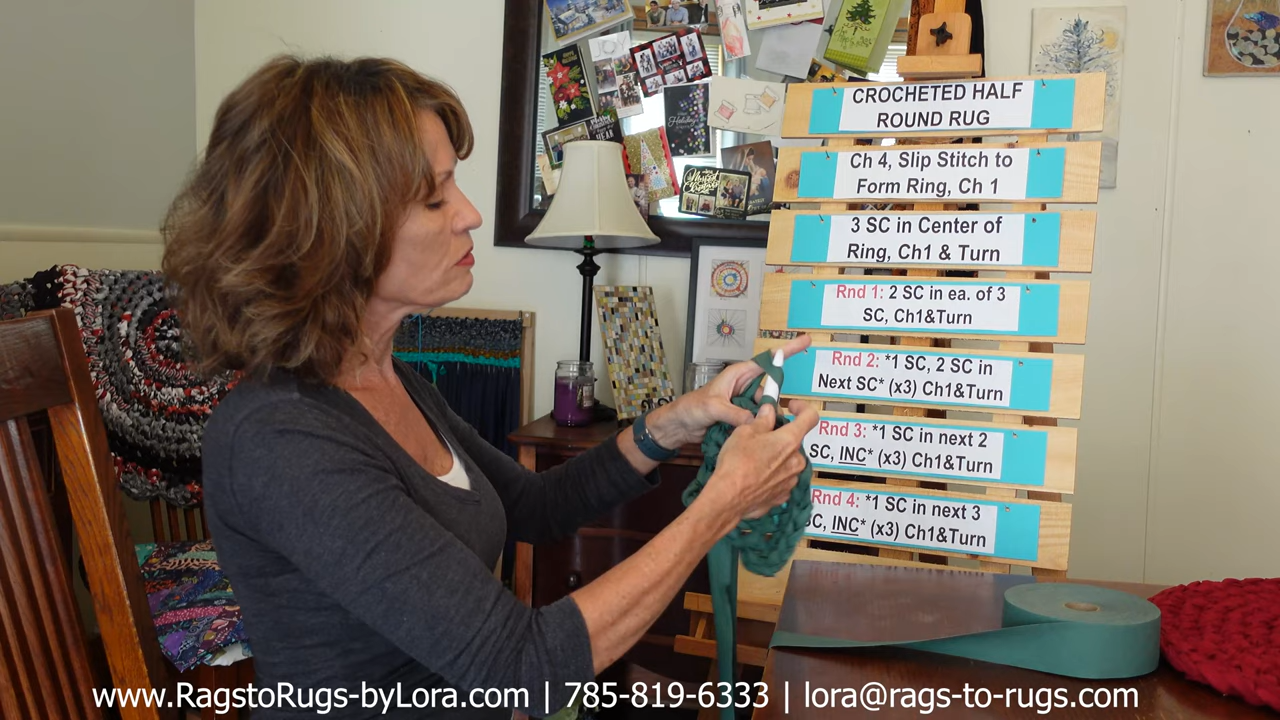 CROCHETED HALF
ROUND RUG
Ch 4, Slip Stitch to
Form Ring, Ch 1
3 SC in Center of
Ring, Ch1 & Turn
Rnd 1: 2 SC in ea. of 3
SC, Ch1&Turn
Rnd 2: *1 SC, 2 SC in
Next SC* (x3) Ch1&Turn
Rnd 3: *1 SC in next 2
SC, INC* (x3) Ch1&Turn
Rnd 4: *1 SC in next 3
SC, INC* (x3) Ch1&Turn
www.RagstoRugs-byLora.com | 785-819-6333 | lora@rags-to-rugs.com